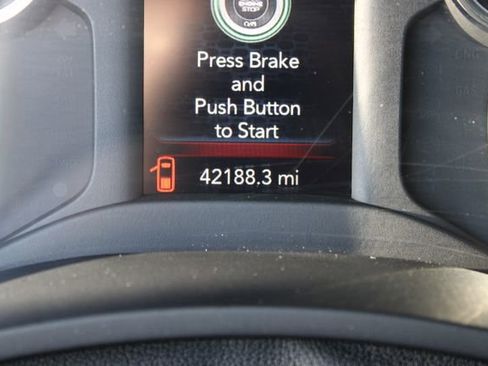 ENGINE
STOP
Press Brake
and
Push Button
to Start
42188.3 mi